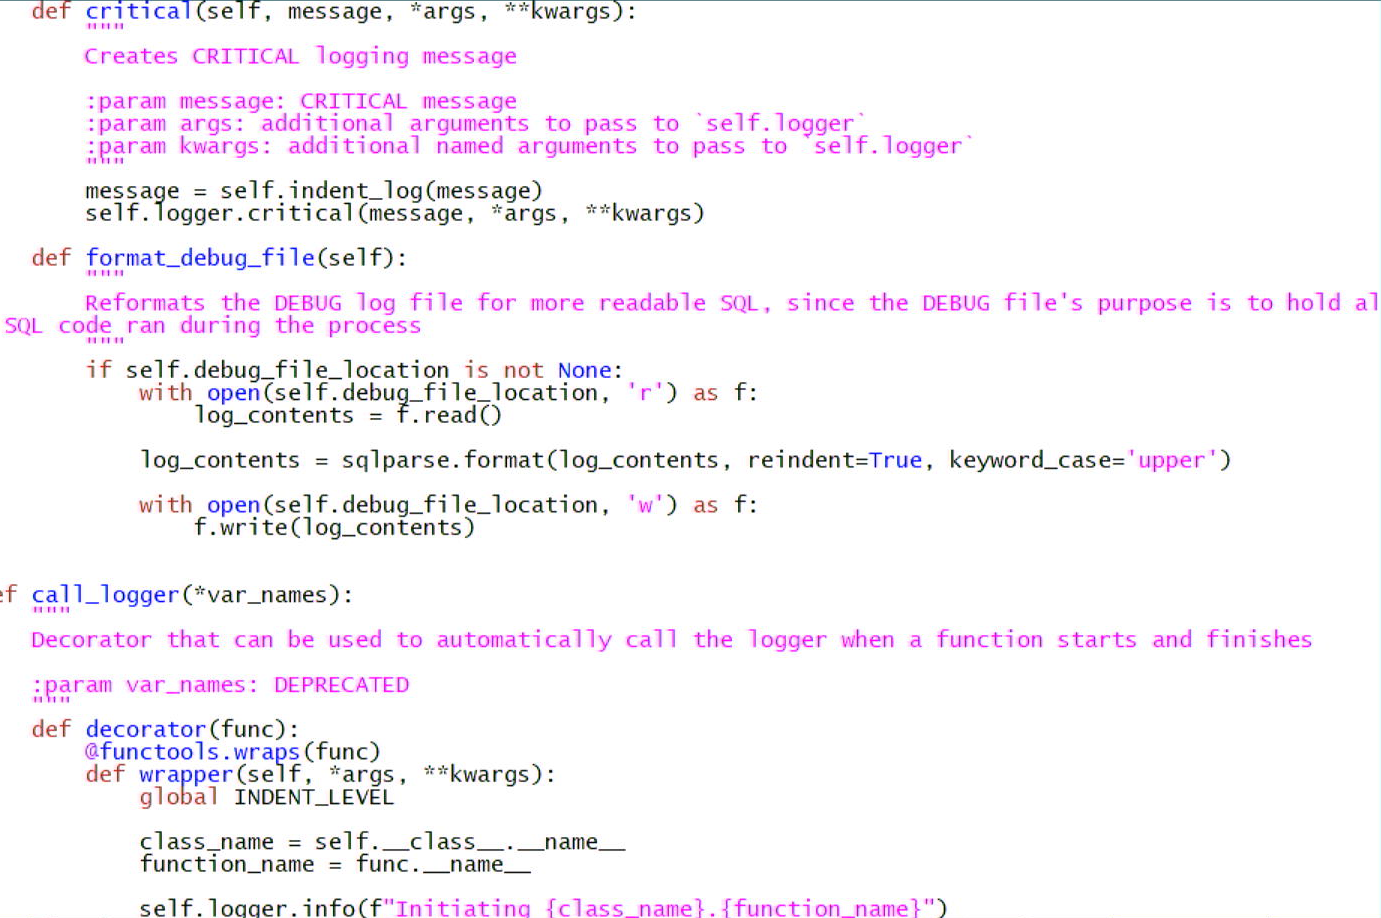 def critical(self, message, *args, **kwargs):
"""
Creates CRITICAL logging message
:param message: CRITICAL message
:param args: additional arguments to pass to `self.logger`
:param kwargs: additional named arguments to pass to `self.logger`
"""
message = self.indent_log(message)
self.logger.critical(message, *args, **kwargs)
def format_debug_file(self):
"""
Reformats the DEBUG log file for more readable SQL, since the DEBUG file's purpose is to hold al
SQL code ran during the process
"""
if self.debug_file_location is not None:
with open(self.debug_file_location, 'r') as f:
log_contents = f.read()
log_contents = sqlparse.format(log_contents, reindent=True, keyword_case='upper')
with open(self.debug_file_location, 'w') as f:
f.write(log_contents)
ef call_logger(*var_names):
"""
Decorator that can be used to automatically call the logger when a function starts and finishes
:param var_names: DEPRECATED
"""
def decorator(func):
@functools.wraps(func)
def wrapper(self, *args, **kwargs):
global INDENT_LEVEL
class_name = self.__class__.__name__
function_name = func.__name__
self.logger.info(f"Initiating {class_name}.{function_name}")